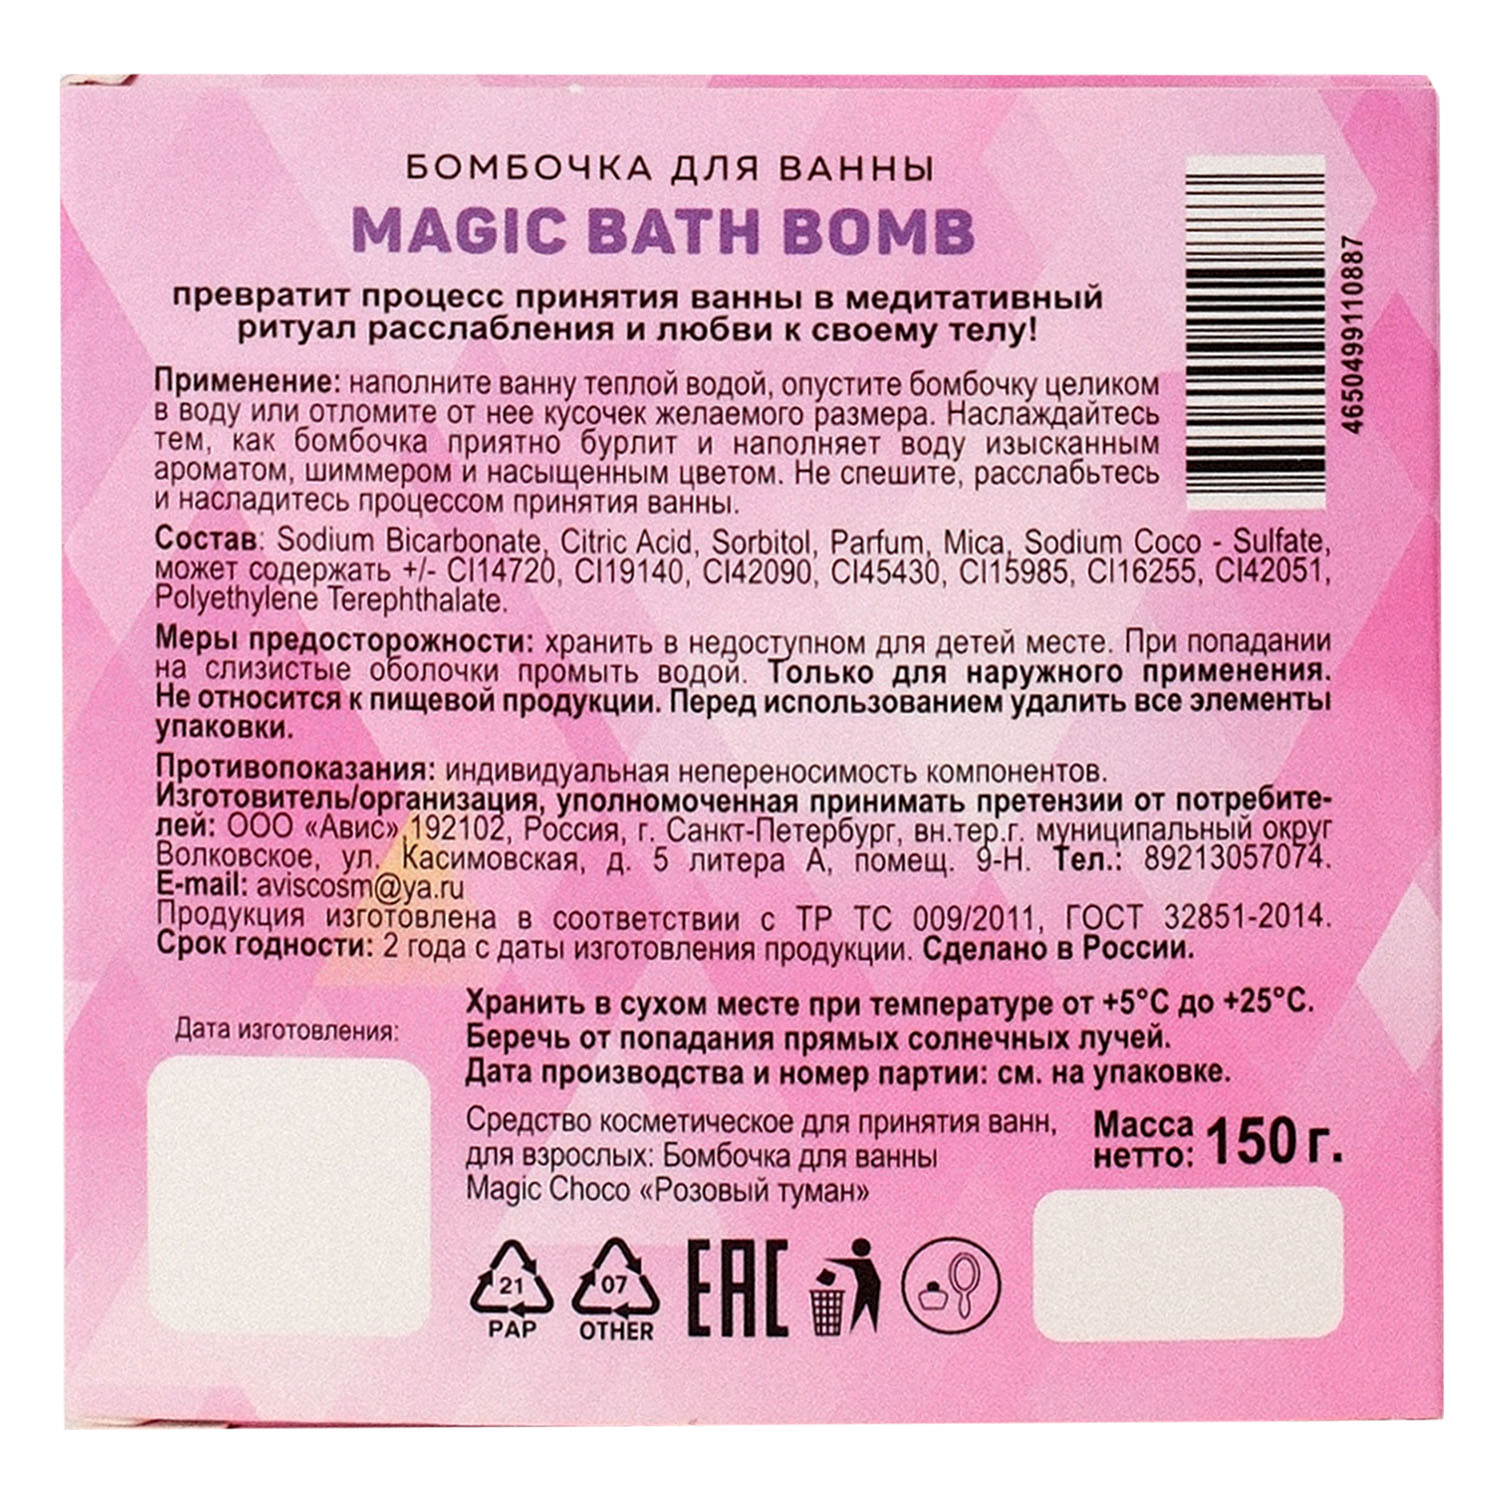 БОМБОЧКА ДЛЯ ВАННЫ
MAGIC BATH BOMB
превратит процесс принятия ванны в медитативный
ритуал расслабления и любви к своему телу!
4650499110887
Применение: наполните ванну теплой водой, опустите бомбочку целиком
в воду или отломите от нее кусочек желаемого размера. Наслаждайтесь
тем, как бомбочка приятно бурлит и наполняет воду изысканным
ароматом, шиммером и насыщенным цветом. Не спешите, расслабьтесь
и насладитесь процессом принятия ванны.
Состав: Sodium Bicarbonate, Citric Acid, Sorbitol, Parfum, Mica, Sodium Coco - Sulfate,
может содержать +/- CI14720, CI19140, CI42090, CI45430, CI15985, CI16255, CI42051,
Polyethylene Terephthalate.
Меры предосторожности: хранить в недоступном для детей месте. При попадании
на слизистые оболочки промыть водой. Только для наружного применения.
Не относится к пищевой продукции. Перед использованием удалить все элементы
упаковки.
Противопоказания: индивидуальная непереносимость компонентов.
Изготовитель/организация, уполномоченная принимать претензии от потребите-
лей: ООО «Авис» 192102, Россия, г. Санкт-Петербург, вн.тер.г. муниципальный округ
Волковское, ул. Касимовская, д. 5 литера А, помещ. 9-Н. Тел.: 89213057074.
E-mail: aviscosm@ya.ru
Продукция изготовлена в соответствии с ТР ТС 009/2011, ГОСТ 32851-2014.
Срок годности: 2 года с даты изготовления продукции. Сделано в России.
Дата изготовления:
Хранить в сухом месте при температуре от +5°С до +25°С.
Беречь от попадания прямых солнечных лучей.
Дата производства и номер партии: см. на упаковке.
Средство косметическое для принятия ванн,
для взрослых: Бомбочка для ванны
Magic Choco «Розовый туман»
Масса
нетто: 150 г.
21
PAP
07
OTHER
EAC